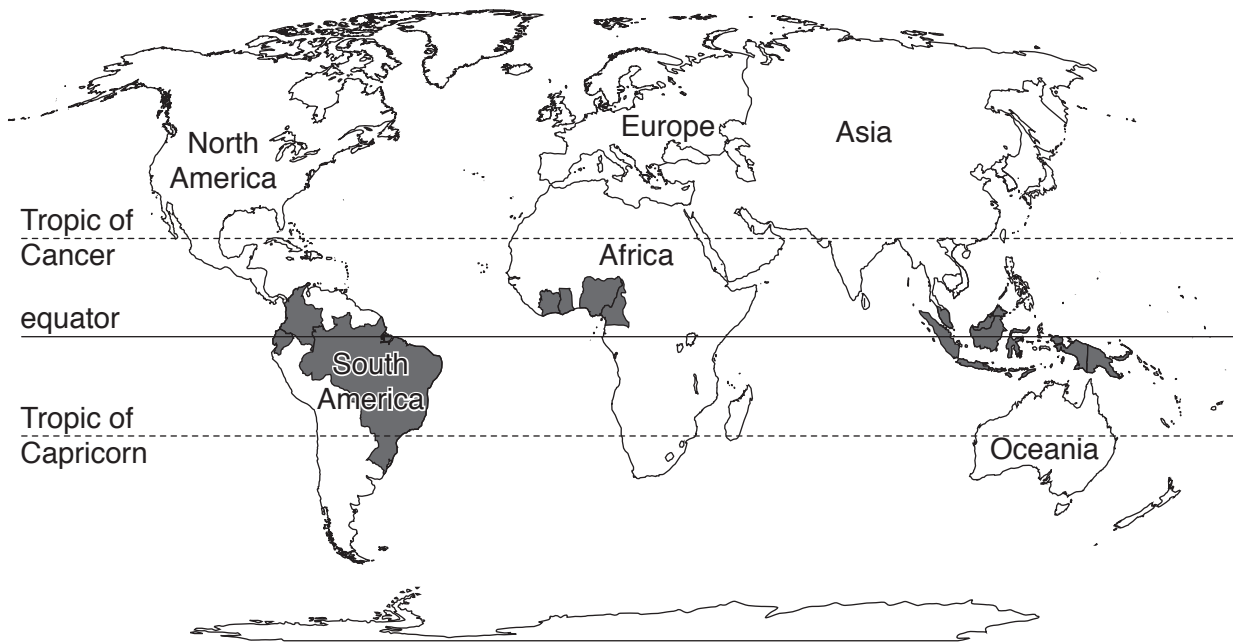 North
America
Europe
Asia
Tropic of
Cancer
Africa
equator
South
America
Tropic of
Capricorn
Oceania